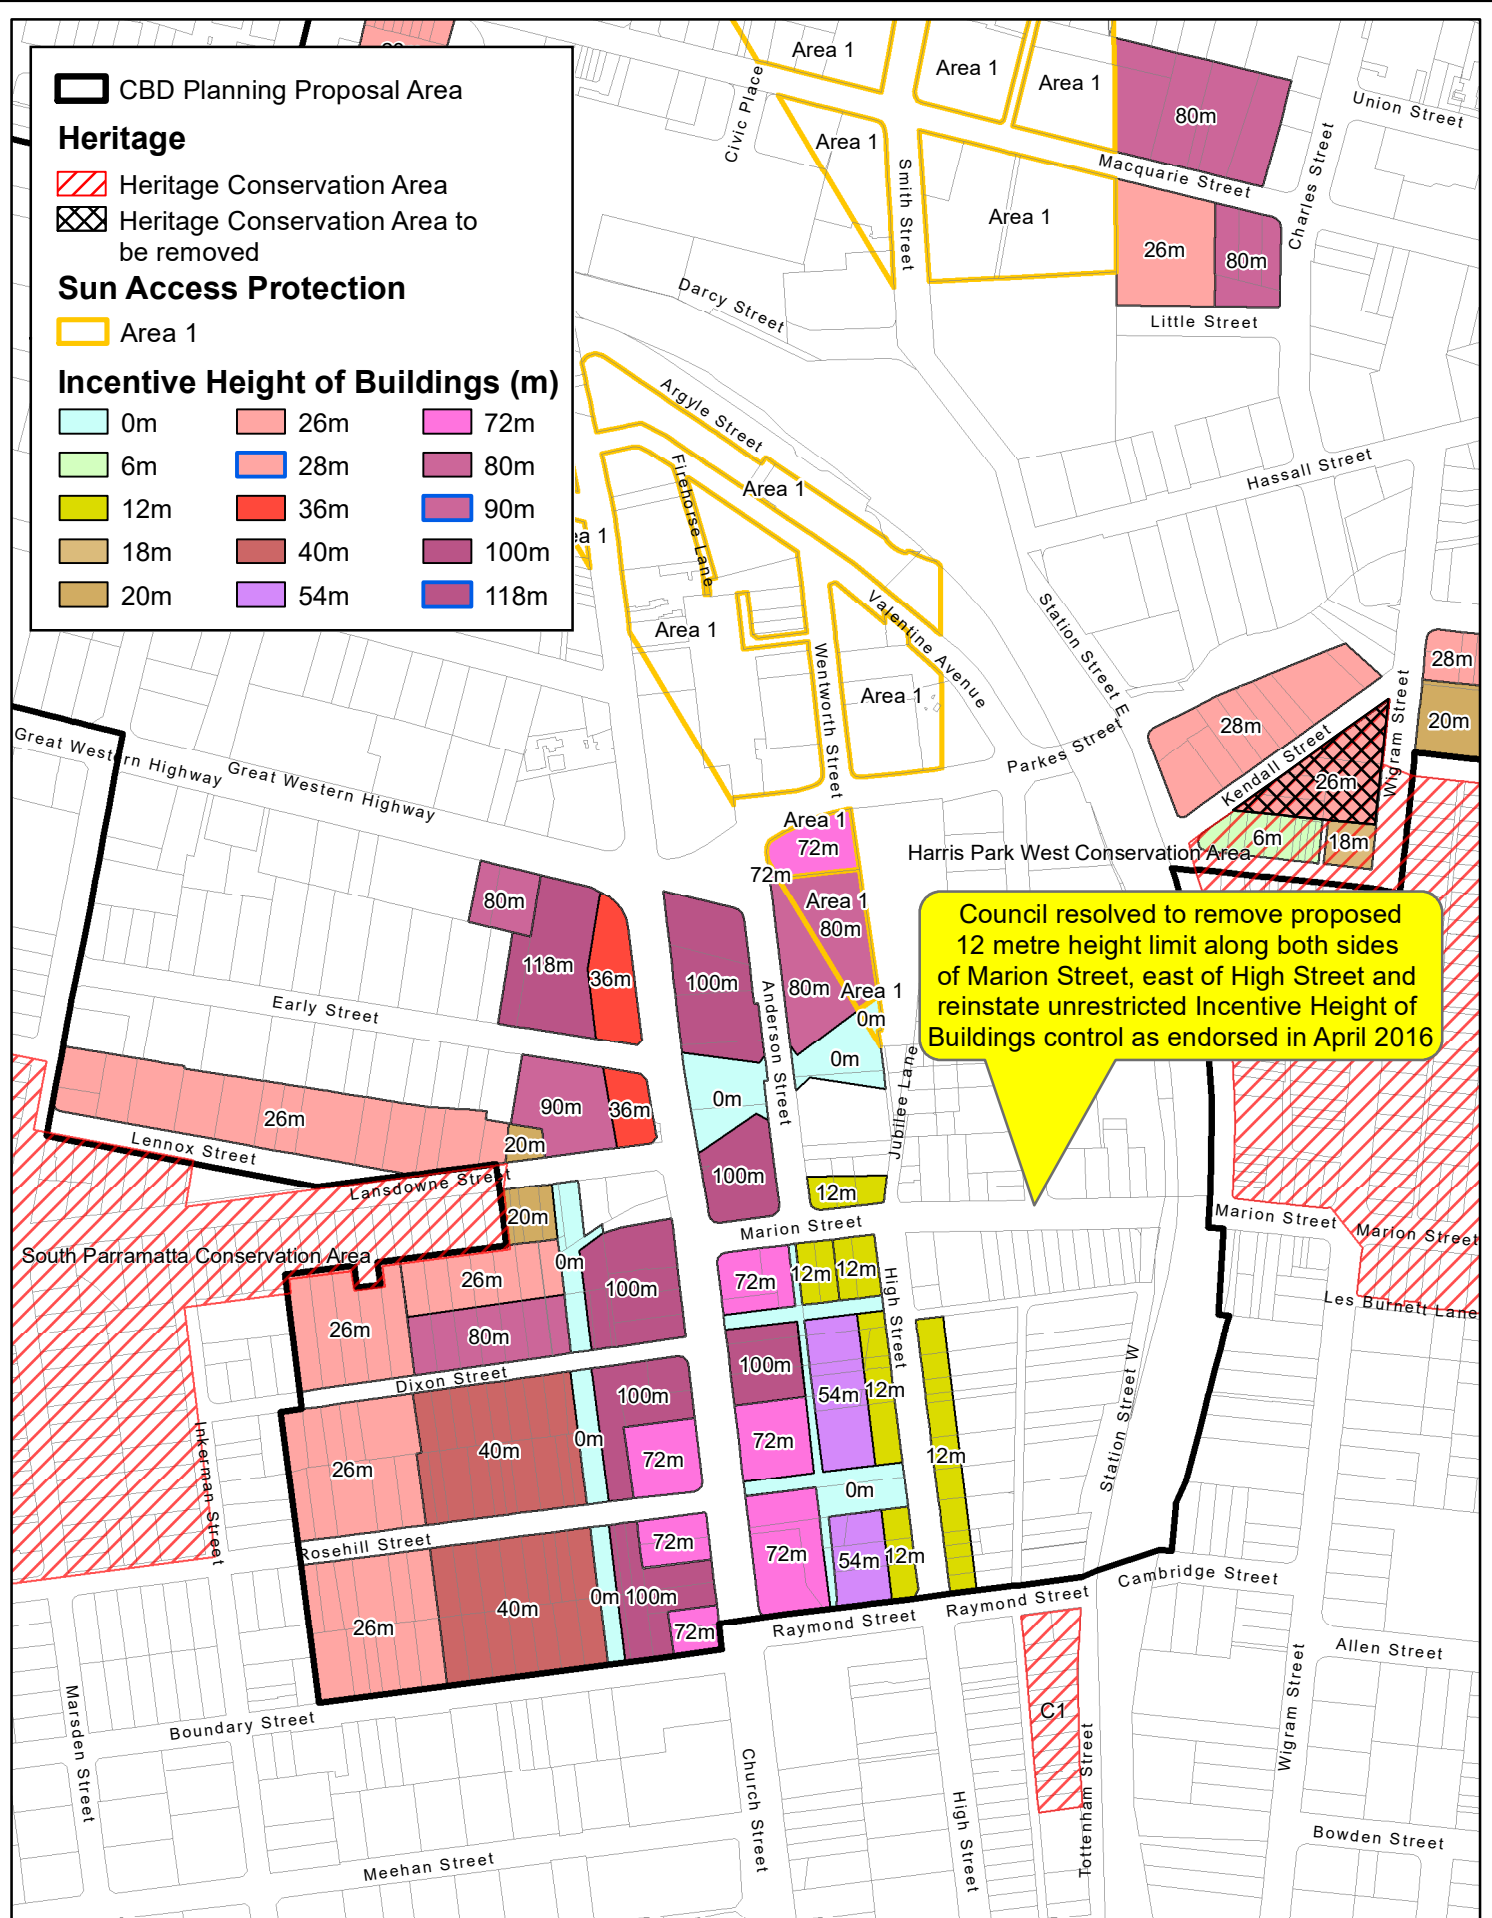 CBD Planning Proposal Area
Heritage
Heritage Conservation Area
Heritage Conservation Area to
be removed
Sun Access Protection
Area 1
Incentive Height of Buildings (m)
0m
26m
72m
6m
28m
80m
12m
36m
90m
18m
40m
100m
20m
54m
118m
Area 1
Area 1
Area 1
80m
Union Street
Civic Place
Area 1
Smith Street
Macquarie Street
Charles Street
Area 1
26m
80m
Little Street
Darcy Street
Argyle Street
Firehorse Lane
Area 1
Hassall Street
ea 1
Area 1
Valentine Avenue
Wentworth Street
Area 1
Station Street E
Parkes Street
28m
28m
20m
Kendall Street
Wigram Street
26m
6m
18m
Great Western Highway
Great Western Highway
Area 1
72m
72m
Harris Park West Conservation Area
80m
118m
36m
100m
Area 1
80m
80m
Area 1
0m
0m
Anderson Street
Jubilee Lane
Council resolved to remove proposed
12 metre height limit along both sides
of Marion Street, east of High Street and
reinstate unrestricted Incentive Height of
Buildings control as endorsed in April 2016
Early Street
26m
90m
36m
20m
0m
100m
12m
Lennox Street
Lansdowne Street
20m
Marion Street
Marion Street
Marion Street
South Parramatta Conservation Area
26m
0m
100m
72m
12m
12m
High Street
Les Burnett Lane
26m
80m
Dixon Street
100m
100m
54m
12m
Station Street W
Inkerman Street
26m
40m
0m
72m
72m
12m
0m
Rosehill Street
72m
72m
54m
12m
Cambridge Street
26m
40m
0m
100m
72m
Raymond Street
Raymond Street
Allen Street
Marsden Street
Boundary Street
C1
Wigram Street
Church Street
High Street
Tottenham Street
Bowden Street
Meehan Street